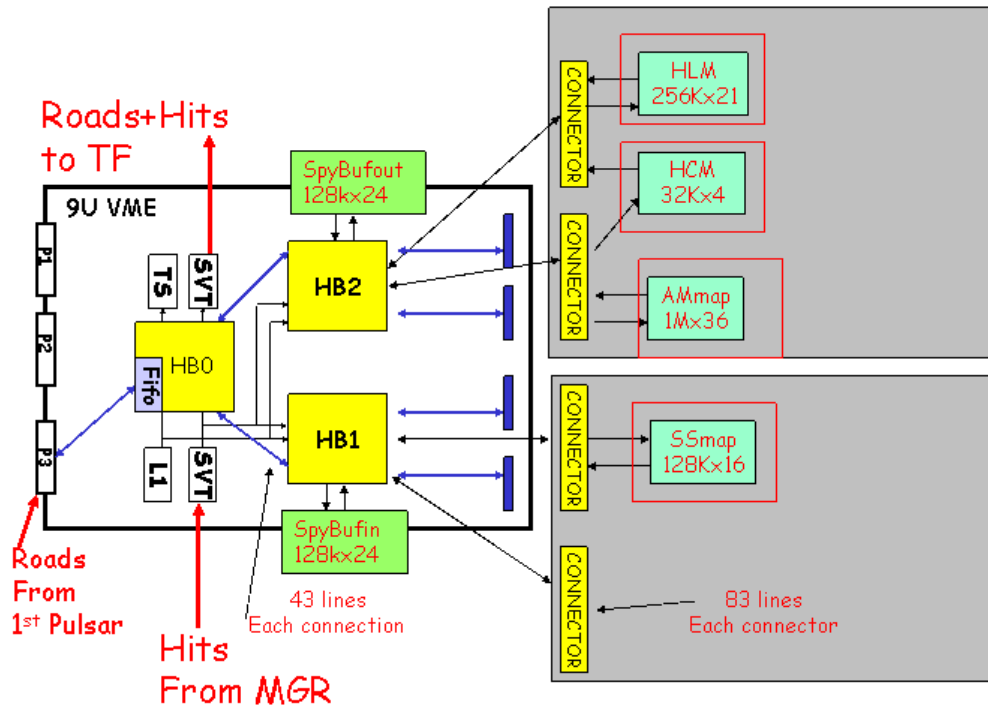 Roads+Hits
to TF
9U VME
P1
P2
P3
TS
SVT
HB0
Fifo
L1
SVT
SpyBufout
128kx24
HB2
HB1
SpyBufin
128kx24
Roads
From
1st Pulsar
Hits
From MGR
43 lines
Each connection
CONNECTOR
HLM
256Kx21
HCM
32Kx4
CONNECTOR
AMmap
1Mx36
CONNECTOR
SSmap
128Kx16
CONNECTOR
83 lines
Each connector